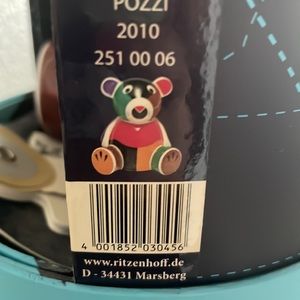 POZZI
2010
251 00 06
4 001852 030456
www.ritzenhoff.de
D - 34431 Marsberg